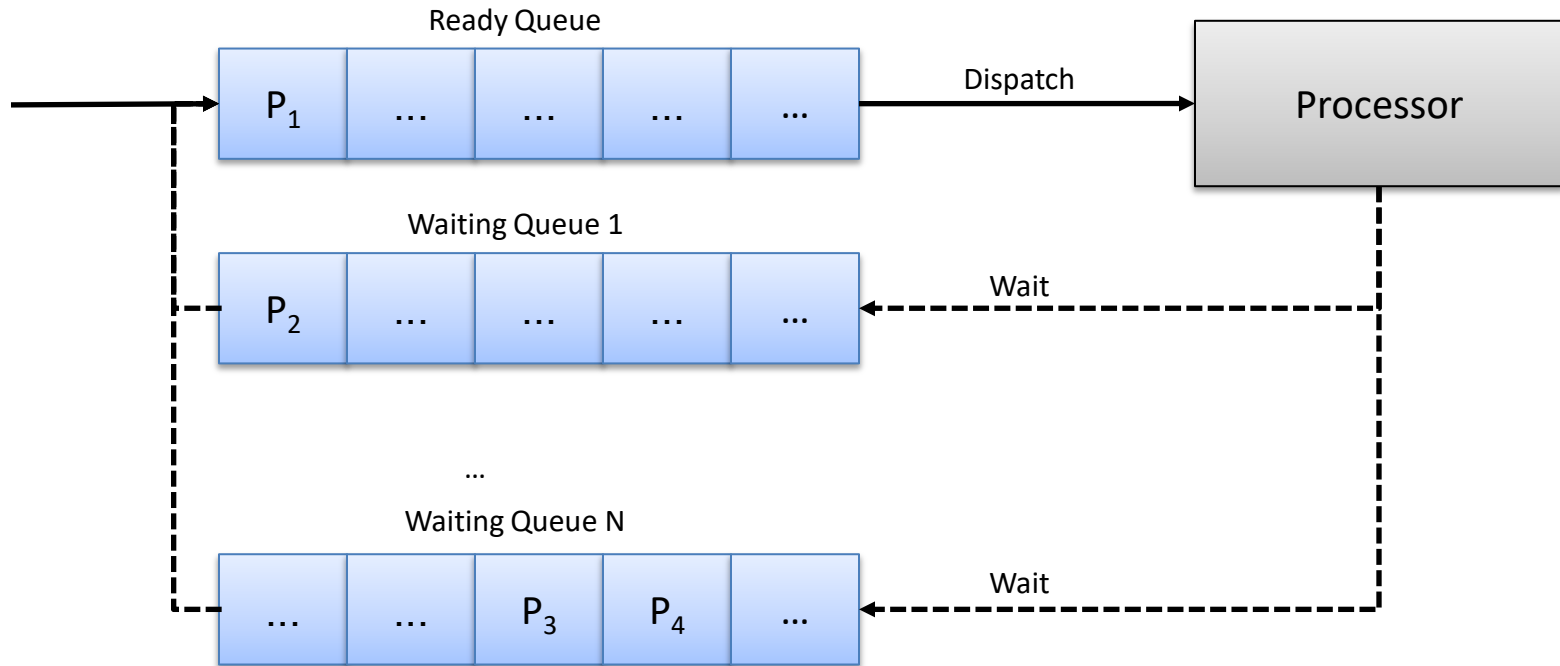 Ready Queue
P₁ ... ... ... ...
Dispatch
Processor
Waiting Queue 1
P₂ ... ... ... ...
Wait
...
Waiting Queue N
... ... P₃ P₄ ...
Wait